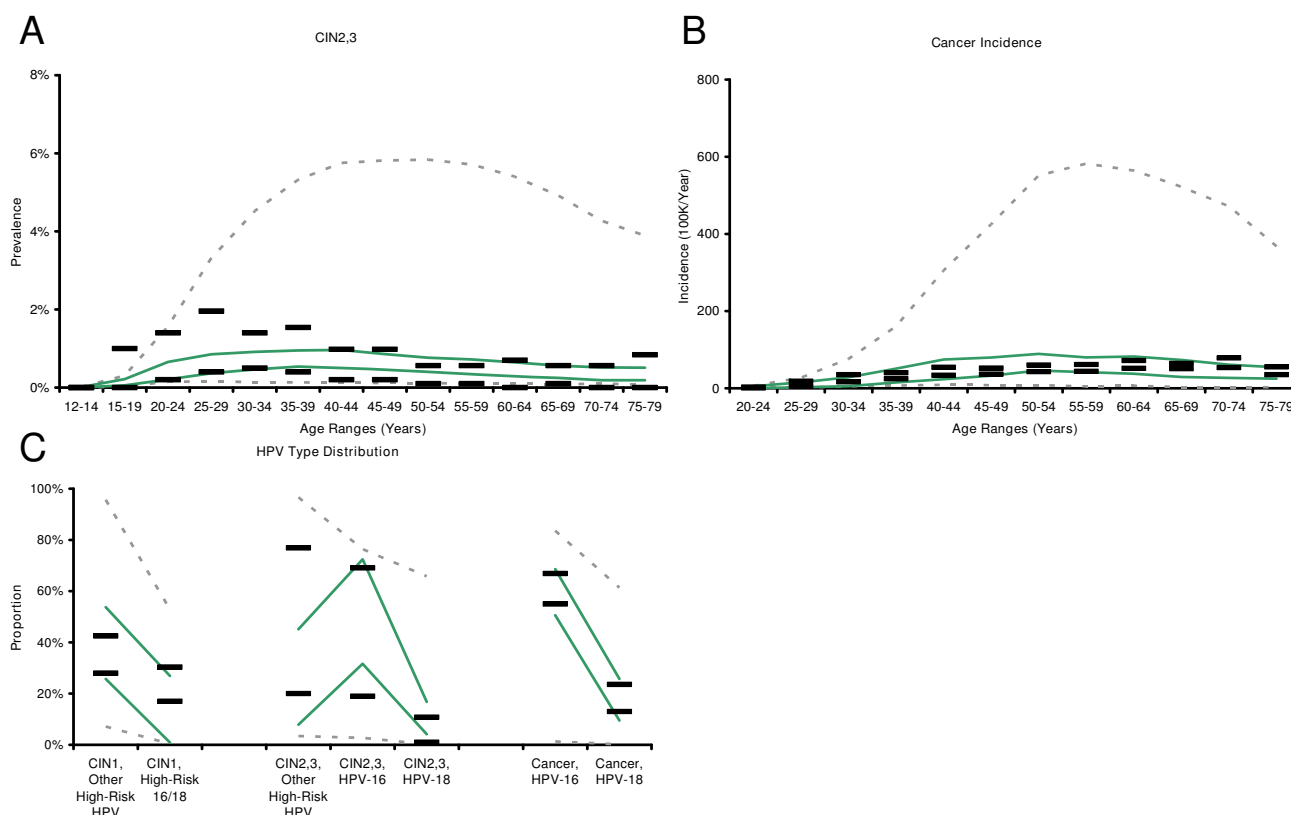 A
CIN2,3
8%
6%
4%
2%
0%
Prevalence
12-14 15-19 20-24 25-29 30-34 35-39 40-44 45-49 50-54 55-59 60-64 65-69 70-74 75-79
Age Ranges (Years)
B
Cancer Incidence
800
600
400
200
0
Incidence (100K/Year)
20-24 25-29 30-34 35-39 40-44 45-49 50-54 55-59 60-64 65-69 70-74 75-79
Age Ranges (Years)
C
HPV Type Distribution
100%
80%
60%
40%
20%
0%
Proportion
CIN1,
Other
High-Risk
HPV
CIN1,
High-Risk
16/18
CIN2,3,
Other
High-Risk
HPV
CIN2,3,
HPV-16
CIN2,3,
HPV-18
Cancer,
HPV-16
Cancer,
HPV-18